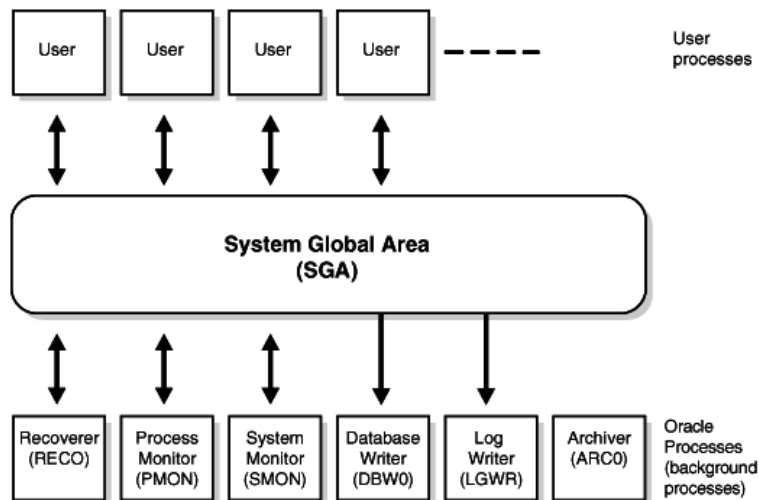 User
User
User
User
User
processes
System Global Area
(SGA)
Recoverer
(RECO)
Process
Monitor
(PMON)
System
Monitor
(SMON)
Database
Writer
(DBW0)
Log
Writer
(LGWR)
Archiver
(ARC0)
Oracle
Processes
(background
processes)